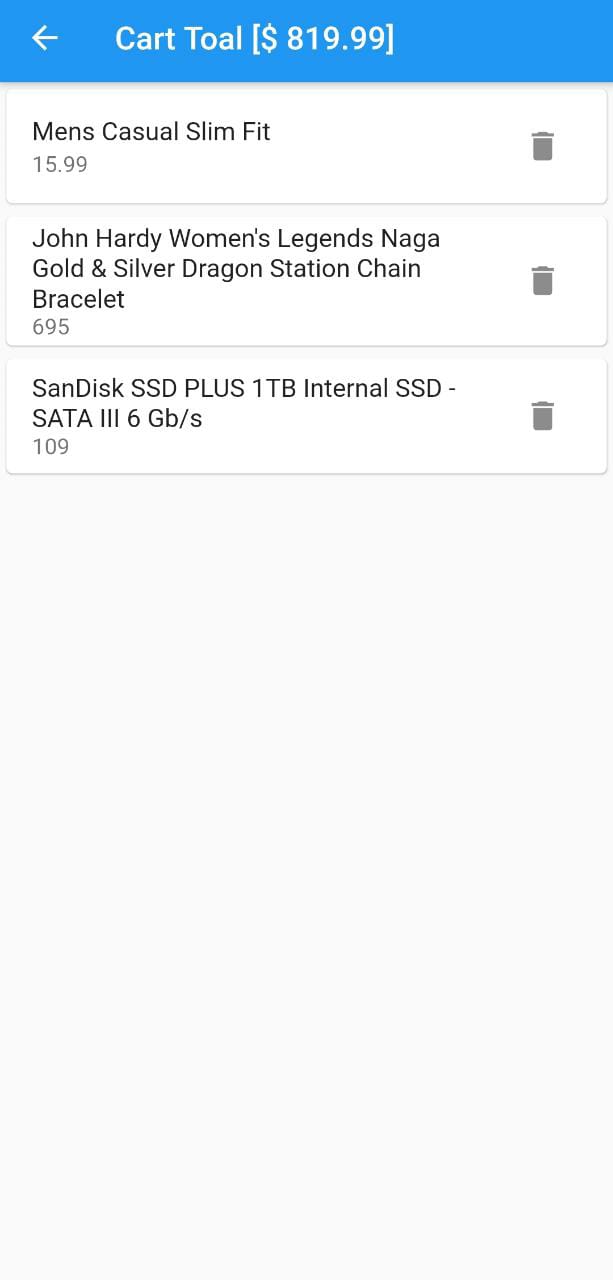 Cart Toal [$ 819.99]
Mens Casual Slim Fit
15.99
John Hardy Women's Legends Naga
Gold & Silver Dragon Station Chain
Bracelet
695
SanDisk SSD PLUS 1TB Internal SSD -
SATA III 6 Gb/s
109